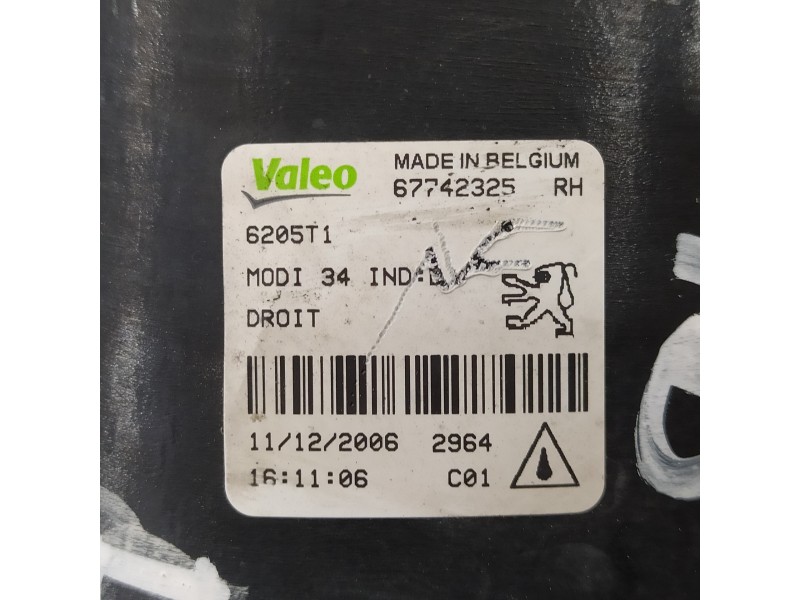 Valeo MADE IN BELGIUM
67742325 RH
6205T1
MODI 34 IND:
DROIT
11/12/2006 2964
16:11:06 C01